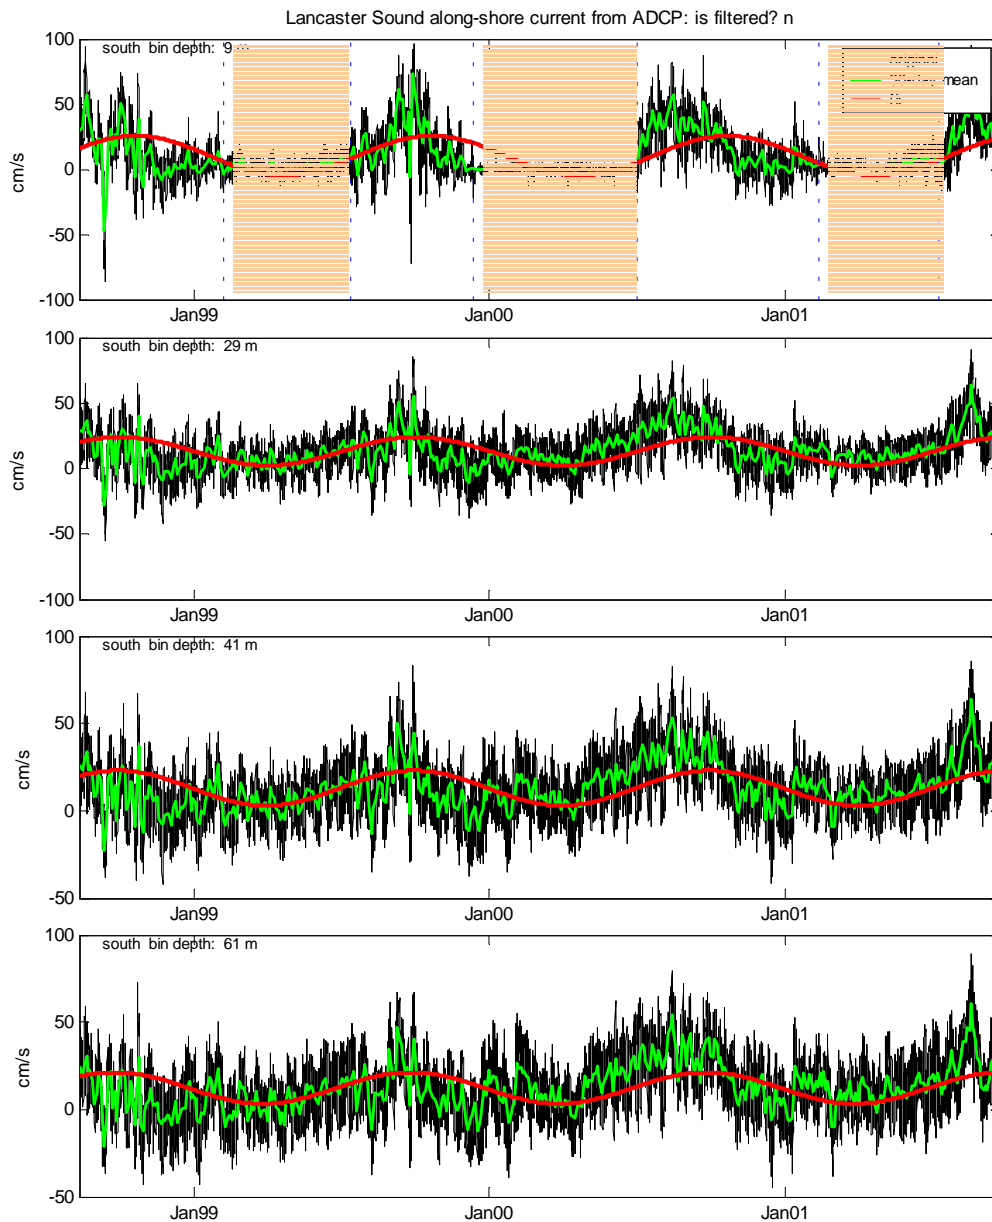 Lancaster Sound along-shore current from ADCP: is filtered? n
100
south bin depth: 9
mean
50
cm/s
0
-50
-100
Jan99 Jan00 Jan01
100
south bin depth: 29 m
50
cm/s
0
-50
-100
Jan99 Jan00 Jan01
100
south bin depth: 41 m
50
cm/s
0
-50
Jan99 Jan00 Jan01
100
south bin depth: 61 m
50
cm/s
0
-50
Jan99 Jan00 Jan01